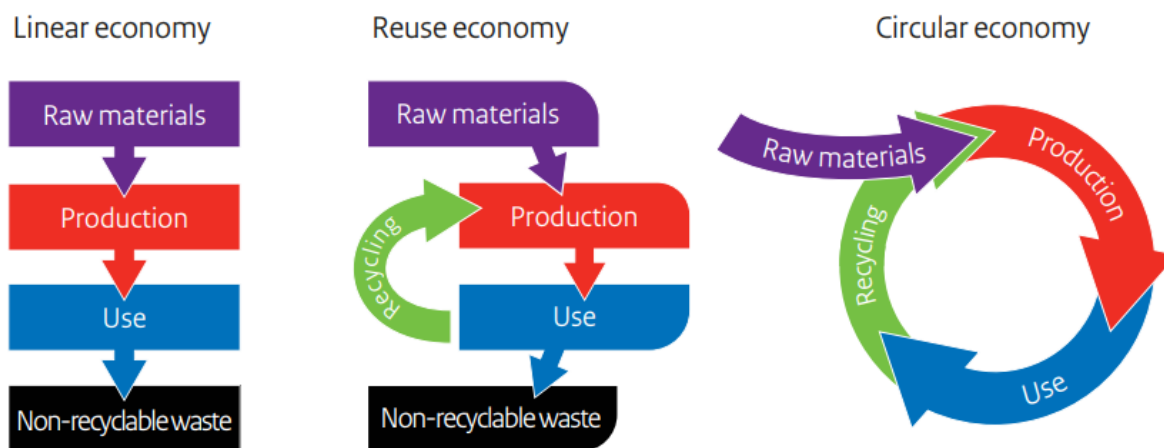 Linear economy
Raw materials
Production
Use
Non-recyclable waste
Reuse economy
Raw materials
Production
Recycling
Use
Non-recyclable waste
Circular economy
Raw materials
Production
Use
Recycling